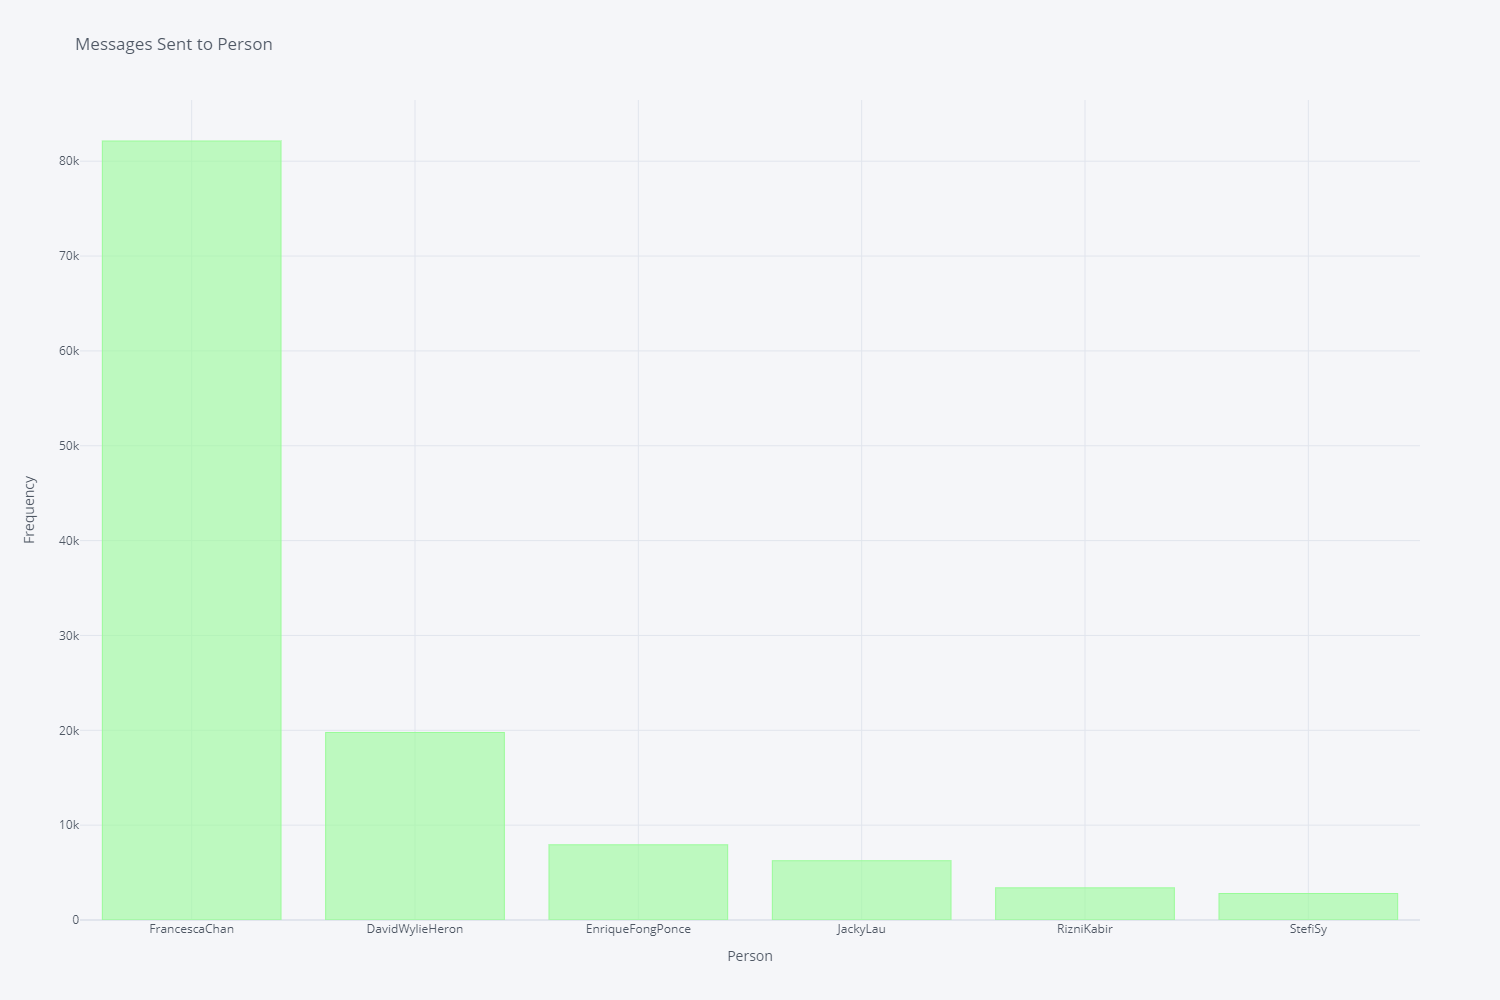 Messages Sent to Person
80k
70k
60k
50k
40k
30k
20k
10k
0
Frequency
FrancescaChan DavidWylieHeron EnriqueFongPonce JackyLau RizniKabir StefiSy
Person